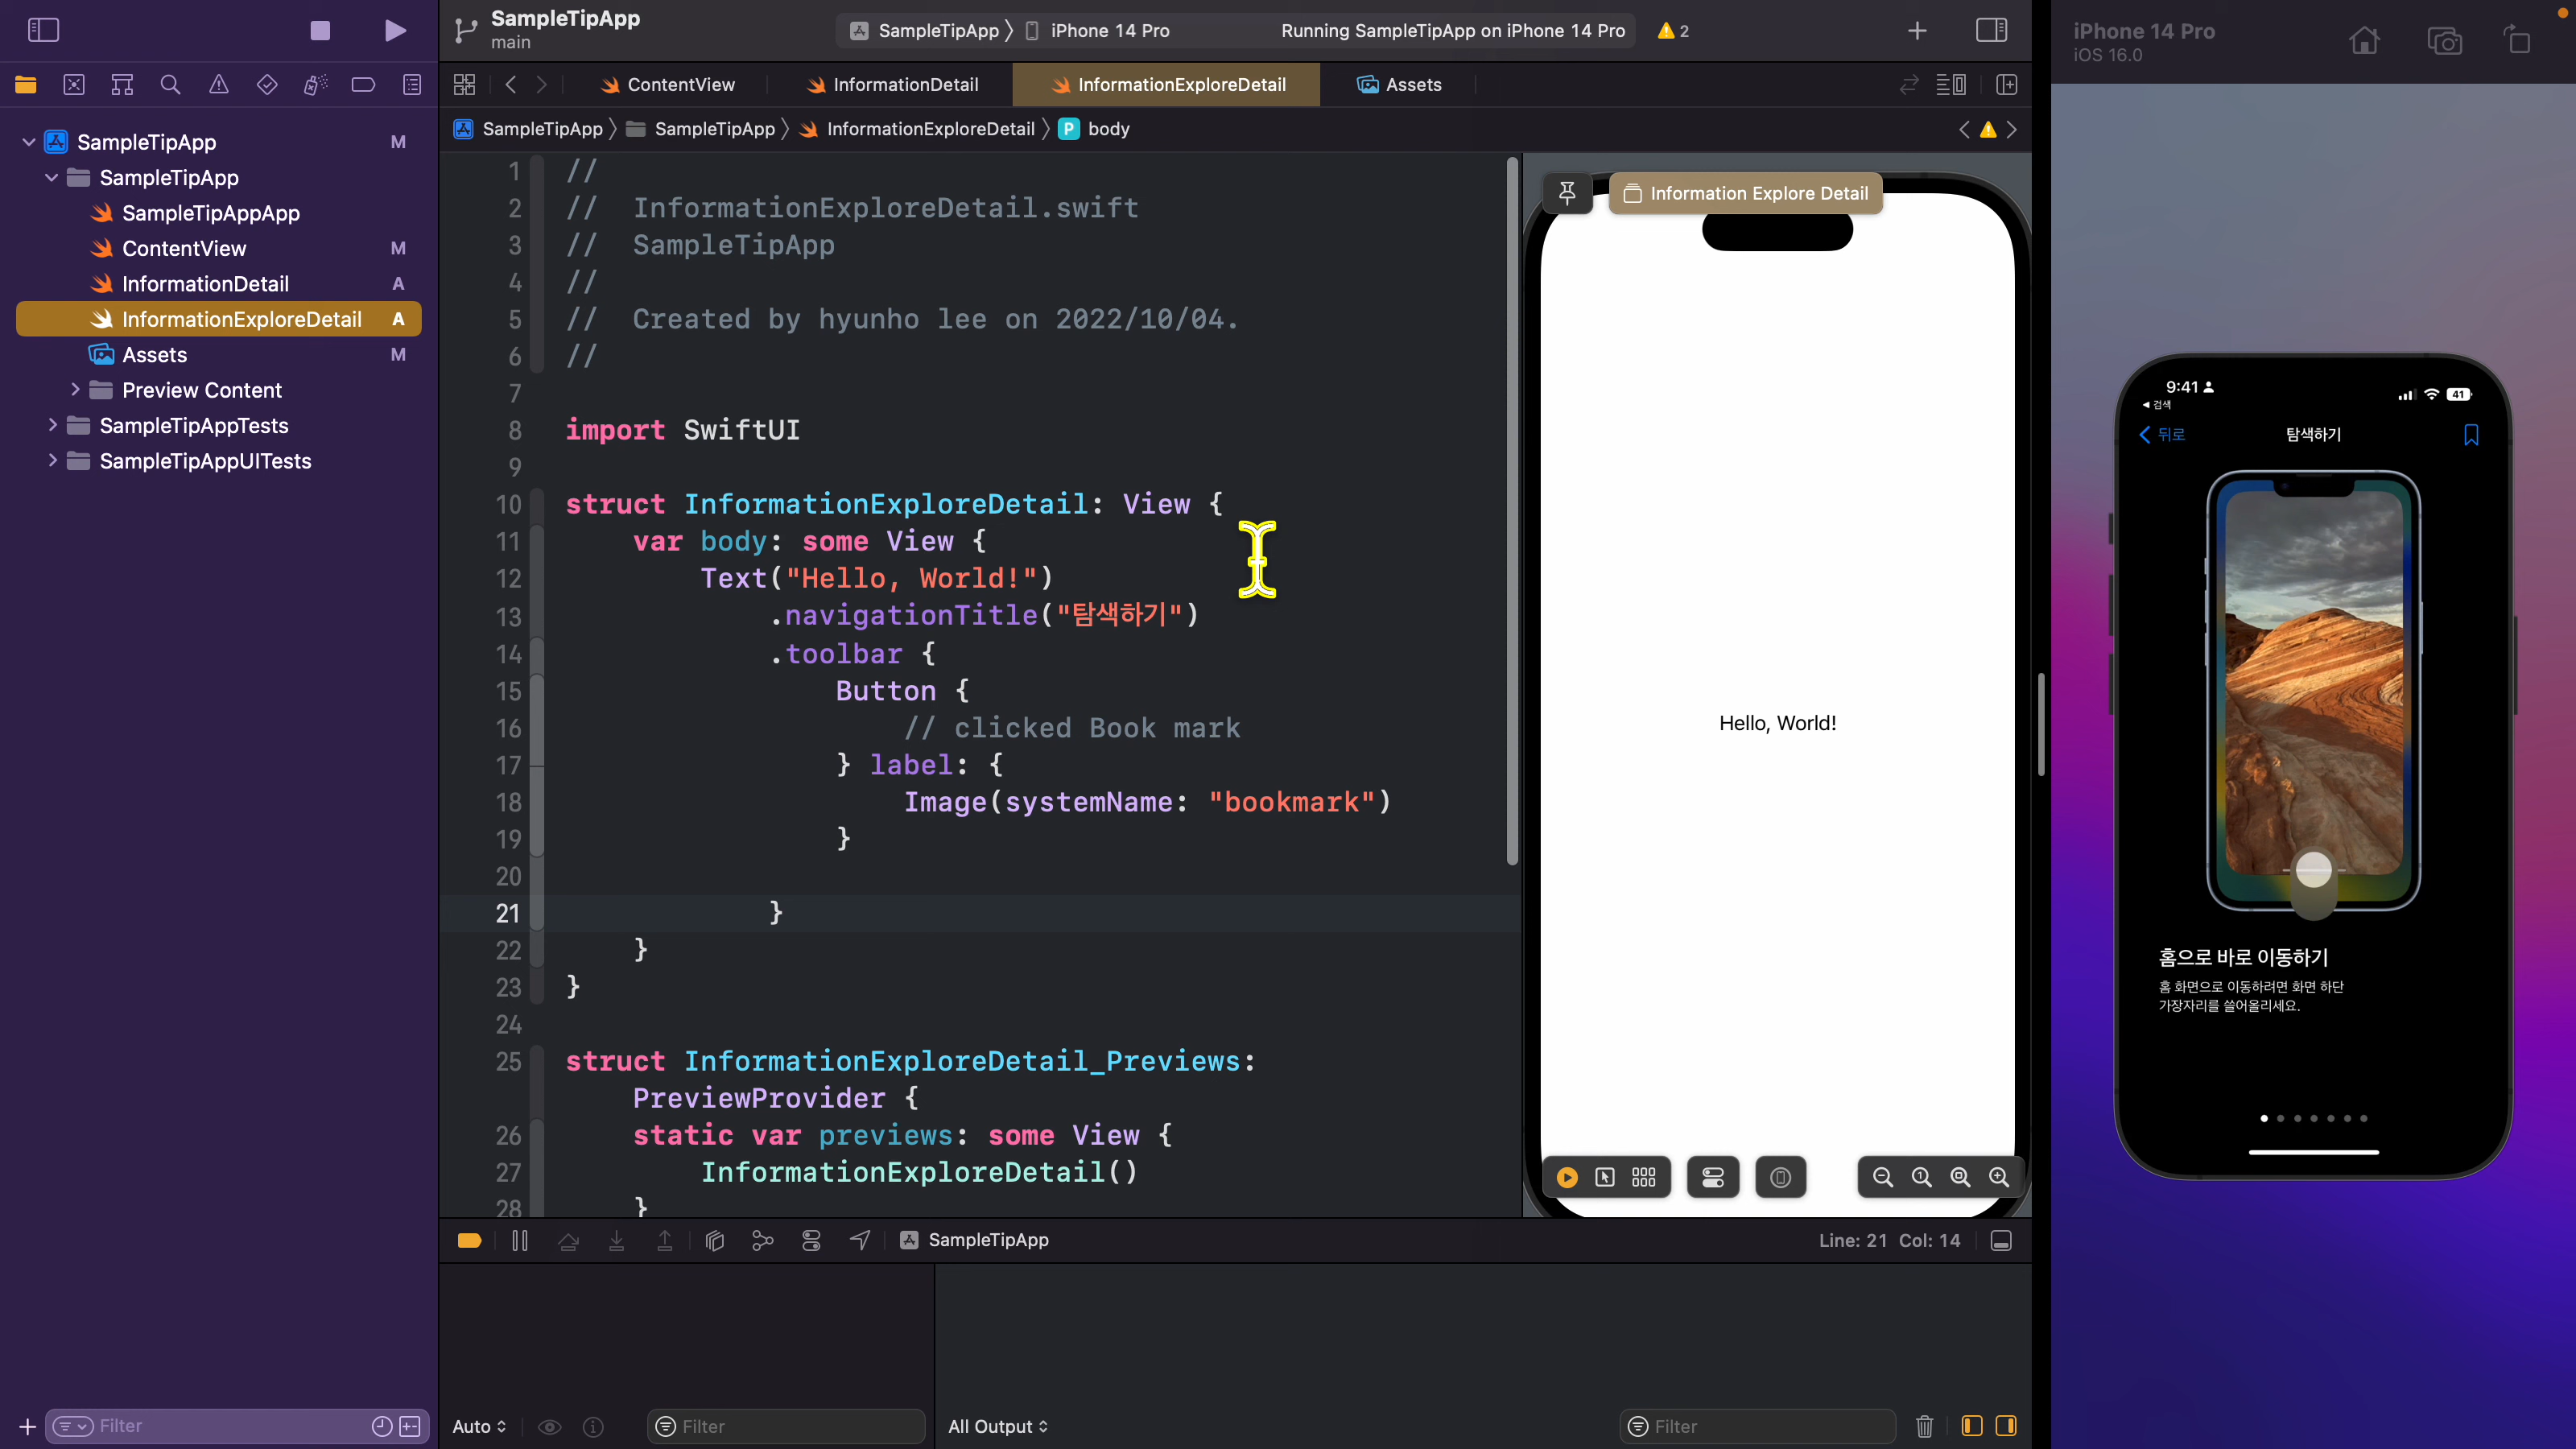 SampleTipApp
main
SampleTipApp 〉 iPhone 14 Pro
Running SampleTipApp on iPhone 14 Pro
2
ContentView
InformationDetail
InformationExploreDetail
Assets
SampleTipApp 〉 SampleTipApp 〉 InformationExploreDetail 〉 P body
SampleTipApp M
SampleTipApp
SampleTipAppApp
ContentView M
InformationDetail A
InformationExploreDetail A
Assets M
Preview Content
SampleTipAppTests
SampleTipAppUITests
Filter
1 //
2 //  InformationExploreDetail.swift
3 //  SampleTipApp
4 //
5 //  Created by hyunho lee on 2022/10/04.
6 //
7
8 import SwiftUI
9
10 struct InformationExploreDetail: View {
11     var body: some View {
12         Text("Hello, World!")
13             .navigationTitle("탐색하기")
14             .toolbar {
15                 Button {
16                     // clicked Book mark
17                 } label: {
18                     Image(systemName: "bookmark")
19                 }
20
21             }
22     }
23 }
24
25 struct InformationExploreDetail_Previews:
    PreviewProvider {
26     static var previews: some View {
27         InformationExploreDetail()
28     }
Information Explore Detail
Hello, World!
SampleTipApp
Line: 21 Col: 14
Auto
Filter
All Output
Filter
iPhone 14 Pro
iOS 16.0
9:41
41
◀ 검색
뒤로
탐색하기
홈으로 바로 이동하기
홈 화면으로 이동하려면 화면 하단
가장자리를 쓸어올리세요.